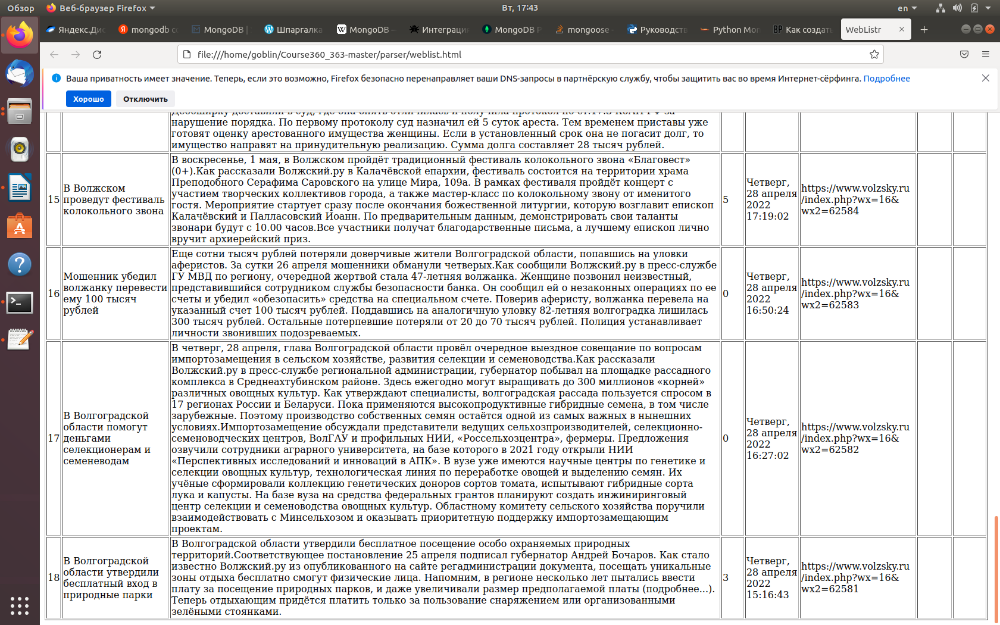 Обзор
Веб-браузер Firefox
Вт, 17:43
en
Яндекс.Дис
mongodb cc
MongoDB |
Шпаргалка
MongoDB —
Интеграция
MongoDB P
mongoose -
Руководств
Python Mon
Как создать
WebListr
file:///home/goblin/Course360_363-master/parser/weblist.html
Ваша приватность имеет значение. Теперь, если это возможно, Firefox безопасно перенаправляет ваши DNS-запросы в партнёрскую службу, чтобы защитить вас во время Интернет-сёрфинга. Подробнее
Хорошо
Отключить
нарушение порядка. По первому протоколу суд назначил ей 5 суток ареста. Тем временем приставы уже
готовят оценку арестованного имущества женщины. Если в установленный срок она не погасит долг, то
имущество направят на принудительную реализацию. Сумма долга составляет 28 тысяч рублей.
15
В Волжском
проведут фестиваль
колокольного звона
В воскресенье, 1 мая, в Волжском пройдёт традиционный фестиваль колокольного звона «Благовест»
(0+).Как рассказали Волжский.ру в Калачёвской епархии, фестиваль состоится на территории храма
Преподобного Серафима Саровского на улице Мира, 109а. В рамках фестиваля пройдёт концерт с
участием творческих коллективов города, а также мастер-класс по колокольному звону от именитого
гостя. Мероприятие стартует сразу после окончания божественной литургии, которую возглавит епископ
Калачёвский и Палласовский Иоанн. По предварительным данным, демонстрировать свои таланты
звонари будут с 10.00 часов.Все участники получат благодарственные письма, а лучшему епископ лично
вручит архиерейский приз.
5
Четверг,
28 апреля
2022
17:19:02
https://www.volzsky.ru
/index.php?wx=16&
wx2=62584
16
Мошенник убедил
волжанку перевести
ему 100 тысяч
рублей
Еще сотни тысяч рублей потеряли доверчивые жители Волгоградской области, попавшись на уловки
аферистов. За сутки 26 апреля мошенники обманули четверых.Как сообщили Волжский.ру в пресс-службе
ГУ МВД по региону, очередной жертвой стала 47-летняя волжанка. Женщине позвонил неизвестный,
представившийся сотрудником службы безопасности банка. Он сообщил ей о незаконных операциях по ее
счеты и убедил «обезопасить» средства на специальном счете. Поверив аферисту, волжанка перевела на
указанный счет 100 тысяч рублей. Поддавшись на аналогичную уловку 82-летняя волгоградка лишилась
300 тысяч рублей. Остальные потерпевшие потеряли от 20 до 70 тысяч рублей. Полиция устанавливает
личности звонивших подозреваемых.
0
Четверг,
28 апреля
2022
16:50:24
https://www.volzsky.ru
/index.php?wx=16&
wx2=62583
17
В Волгоградской
области помогут
деньгами
селекционерам и
семеневодам
В четверг, 28 апреля, глава Волгоградской области провёл очередное выездное совещание по вопросам
импортозамещения в сельском хозяйстве, развития селекции и семеноводства.Как рассказали
Волжский.ру в пресс-службе региональной администрации, губернатор побывал на площадке рассадного
комплекса в Среднеахтубинском районе. Здесь ежегодно могут выращивать до 300 миллионов «корней»
различных овощных культур. Как утверждают специалисты, волгоградская рассада пользуется спросом в
17 регионах России и Беларуси. Пока применяются высокопродуктивные гибридные семена, в том числе
зарубежные. Поэтому производство собственных семян остаётся одной из самых важных в нынешних
условиях.Импортозамещение обсуждали представители ведущих сельхозпроизводителей, селекционно-
семеноводческих центров, ВолГАУ и профильных НИИ, «Россельхозцентра», фермеры. Предложения
озвучили сотрудники аграрного университета, на базе которого в 2021 году открыли НИИ
«Перспективных исследований и инноваций в АПК». В вузе уже имеются научные центры по генетике и
селекции овощных культур, технологическая линия по переработке овощей и выделению семян. Их
учёные сформировали коллекцию генетических доноров сортов томата, испытывают гибридные сорта
лука и капусты. На базе вуза на средства федеральных грантов планируют создать инжиниринговый
центр селекции и семеноводства овощных культур. Областному комитету сельского хозяйства поручили
взаимодействовать с Минсельхозом и оказывать приоритетную поддержку импортозамещающим
проектам.
0
Четверг,
28 апреля
2022
16:27:02
https://www.volzsky.ru
/index.php?wx=16&
wx2=62582
18
В Волгоградской
области утвердили
бесплатный вход в
природные парки
В Волгоградской области утвердили бесплатное посещение особо охраняемых природных
территорий.Соответствующее постановление 25 апреля подписал губернатор Андрей Бочаров. Как стало
известно Волжский.ру из опубликованного на сайте регадминистрации документа, посещать уникальные
зоны отдыха бесплатно смогут физические лица. Напомним, в регионе несколько лет пытались ввести
плату за посещение природных парков, и даже увеличивали размер предполагаемой платы (подробнее...).
Теперь отдыхающим придётся платить только за пользование снаряжением или организованными
зелёными стоянками.
3
Четверг,
28 апреля
2022
15:16:43
https://www.volzsky.ru
/index.php?wx=16&
wx2=62581